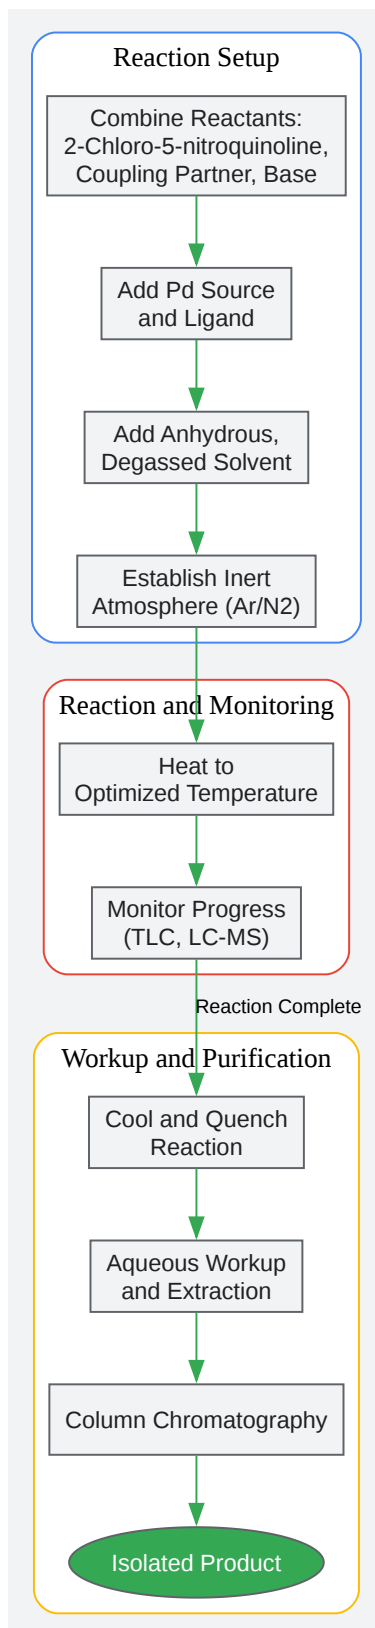 Reaction Setup
Combine Reactants:
2-Chloro-5-nitroquinoline,
Coupling Partner, Base
Add Pd Source
and Ligand
Add Anhydrous,
Degassed Solvent
Establish Inert
Atmosphere (Ar/N2)
Reaction and Monitoring
Heat to
Optimized Temperature
Monitor Progress
(TLC, LC-MS)
Reaction Complete
Workup and Purification
Cool and Quench
Reaction
Aqueous Workup
and Extraction
Column Chromatography
Isolated Product